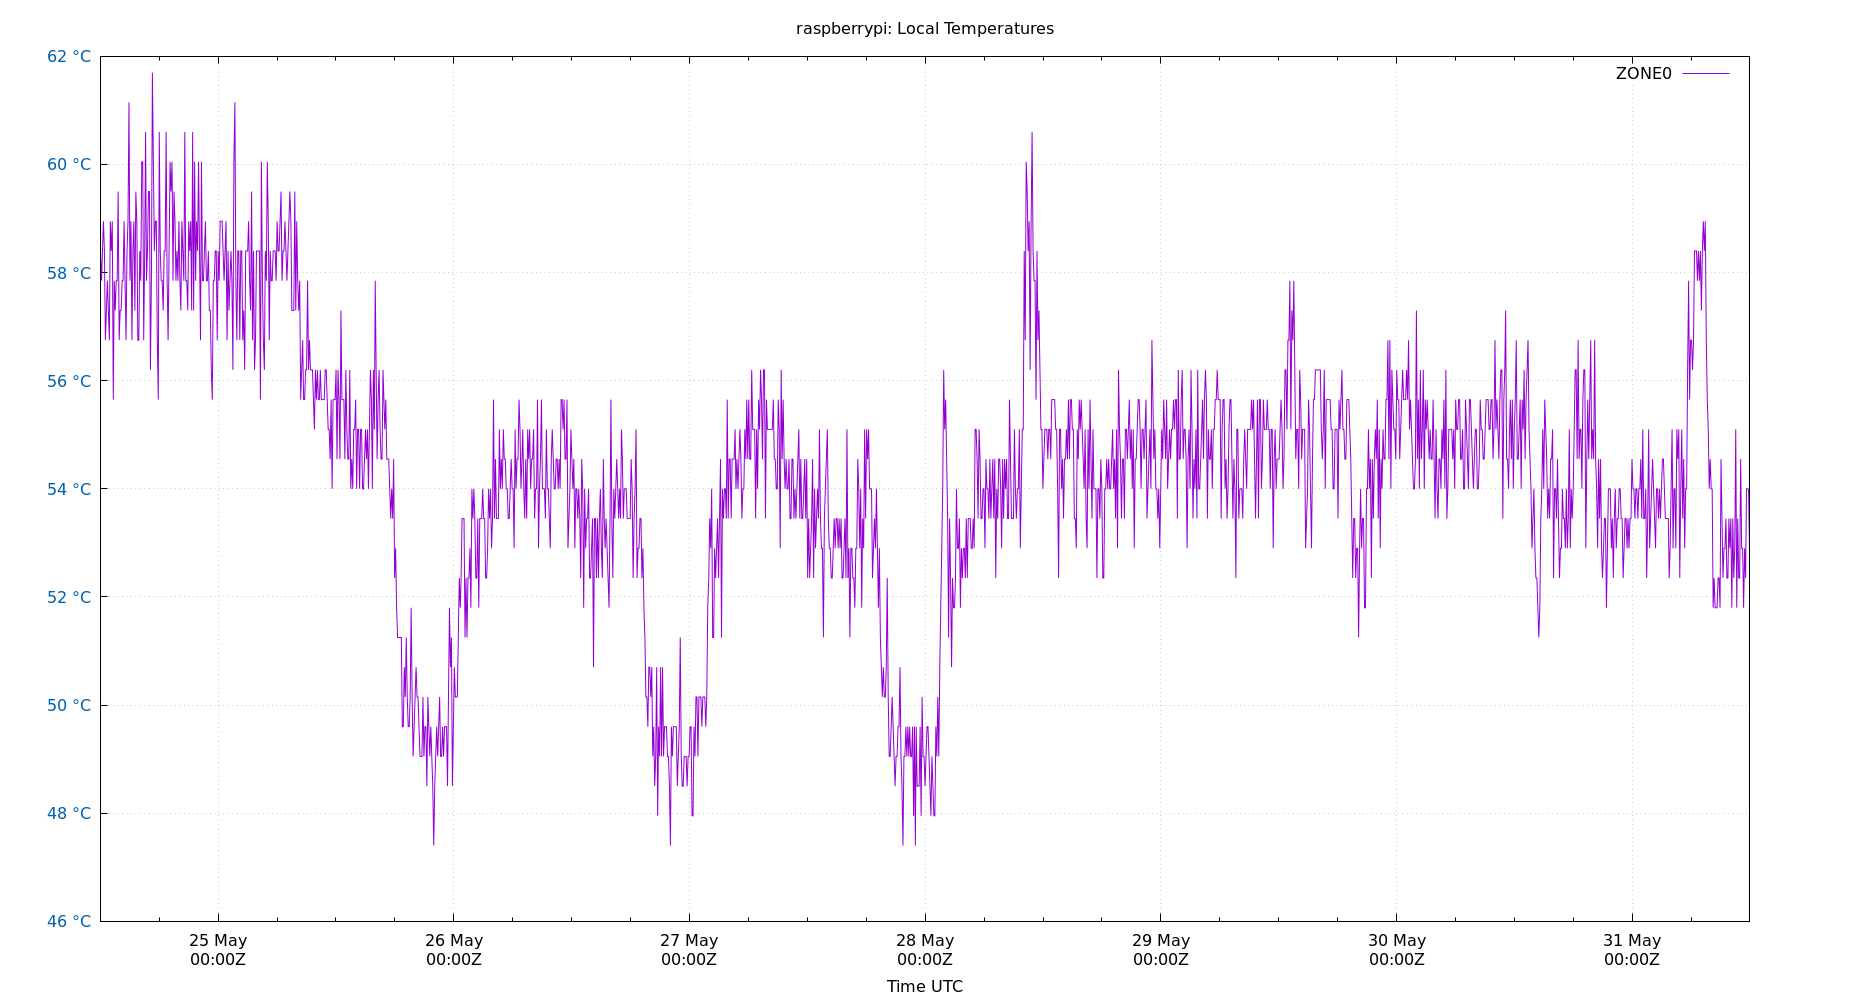 raspberrypi: Local Temperatures
ZONE0
62 °C
60 °C
58 °C
56 °C
54 °C
52 °C
50 °C
48 °C
46 °C
25 May 26 May 27 May 28 May 29 May 30 May 31 May
00:00Z 00:00Z 00:00Z 00:00Z 00:00Z 00:00Z 00:00Z
Time UTC